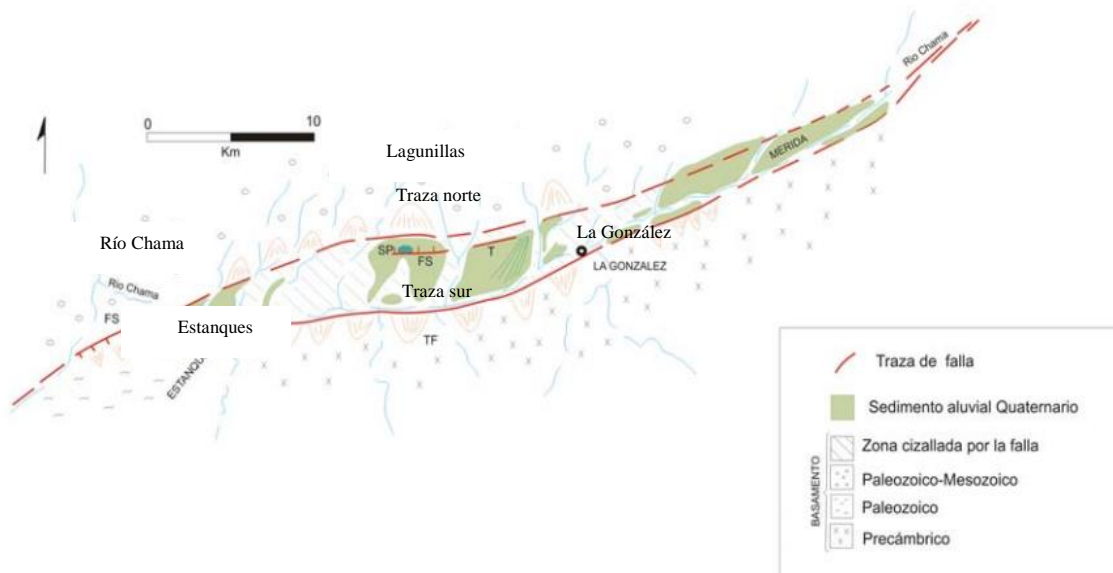 Rio Chama
0 10
Km
MERIDA
Lagunillas
Traza norte
La González
Río Chama
SP
FS
T
LA GONZALEZ
Traza sur
Rio Chama
FS
Estanques
TF
Traza de falla
Sedimento aluvial Quaternario
Zona cizallada por la falla
Paleozoico-Mesozoico
Paleozoico
Precámbrico
BASAMENTO